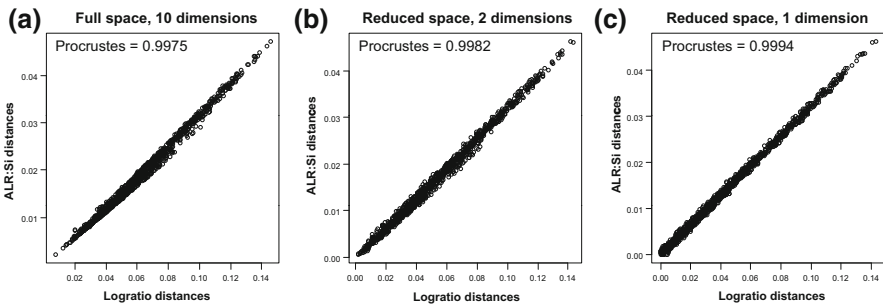 (a) Full space, 10 dimensions
Procrustes = 0.9975
ALR:Si distances
0.04
0.03
0.02
0.01
0.02 0.04 0.06 0.08 0.10 0.12 0.14
Logratio distances
(b) Reduced space, 2 dimensions
Procrustes = 0.9982
ALR:Si distances
0.04
0.03
0.02
0.01
0.00
0.00 0.02 0.04 0.06 0.08 0.10 0.12 0.14
Logratio distances
(c) Reduced space, 1 dimension
Procrustes = 0.9994
ALR:Si distances
0.04
0.03
0.02
0.01
0.00
0.00 0.02 0.04 0.06 0.08 0.10 0.12 0.14
Logratio distances